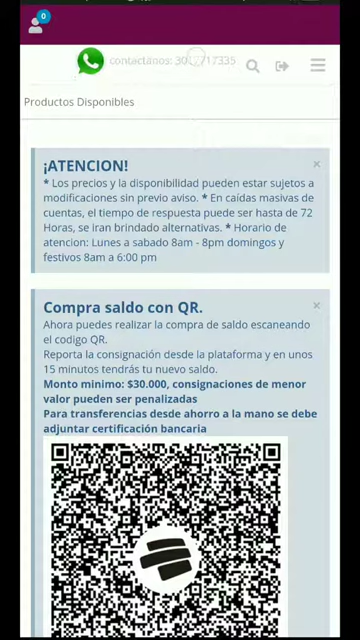 0
contactános: 3017717335
Productos Disponibles
¡ATENCION!
* Los precios y la disponibilidad pueden estar sujetos a
modificaciones sin previo aviso. * En caídas masivas de
cuentas, el tiempo de respuesta puede ser hasta de 72
Horas, se iran brindado alternativas. * Horario de
atencion: Lunes a sabado 8am - 8pm domingos y
festivos 8am a 6:00 pm
Compra saldo con QR.
Ahora puedes realizar la compra de saldo escaneando
el codigo QR.
Reporta la consignación desde la plataforma y en unos
15 minutos tendrás tu nuevo saldo.
Monto minimo: $30.000, consignaciones de menor
valor pueden ser penalizadas
Para transferencias desde ahorro a la mano se debe
adjuntar certificación bancaria